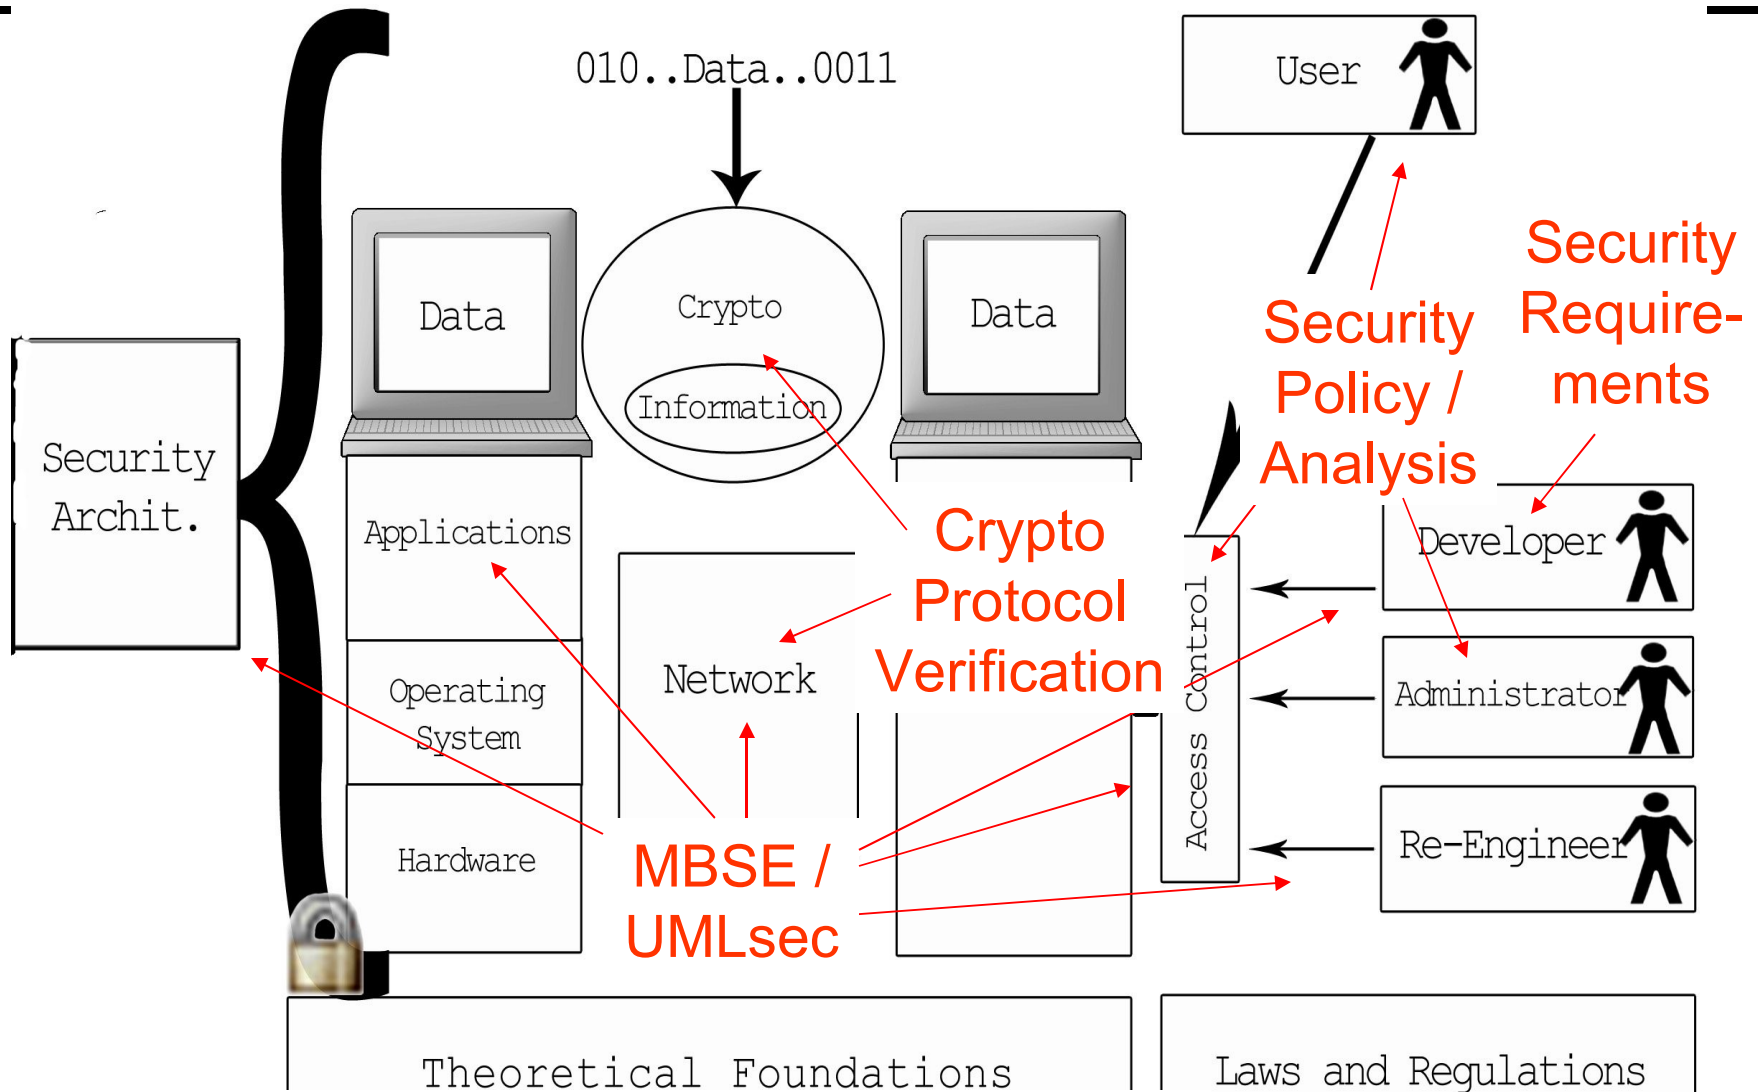 010..Data..0011
User
Data
Crypto
Information
Data
Security
Policy /
Analysis
Security
Require-
ments
Security
Archit.
Applications
Operating
System
Hardware
Network
Crypto
Protocol
Verification
MBSE /
UMLsec
Access Control
Developer
Administrator
Re-Engineer
Theoretical Foundations
Laws and Regulations